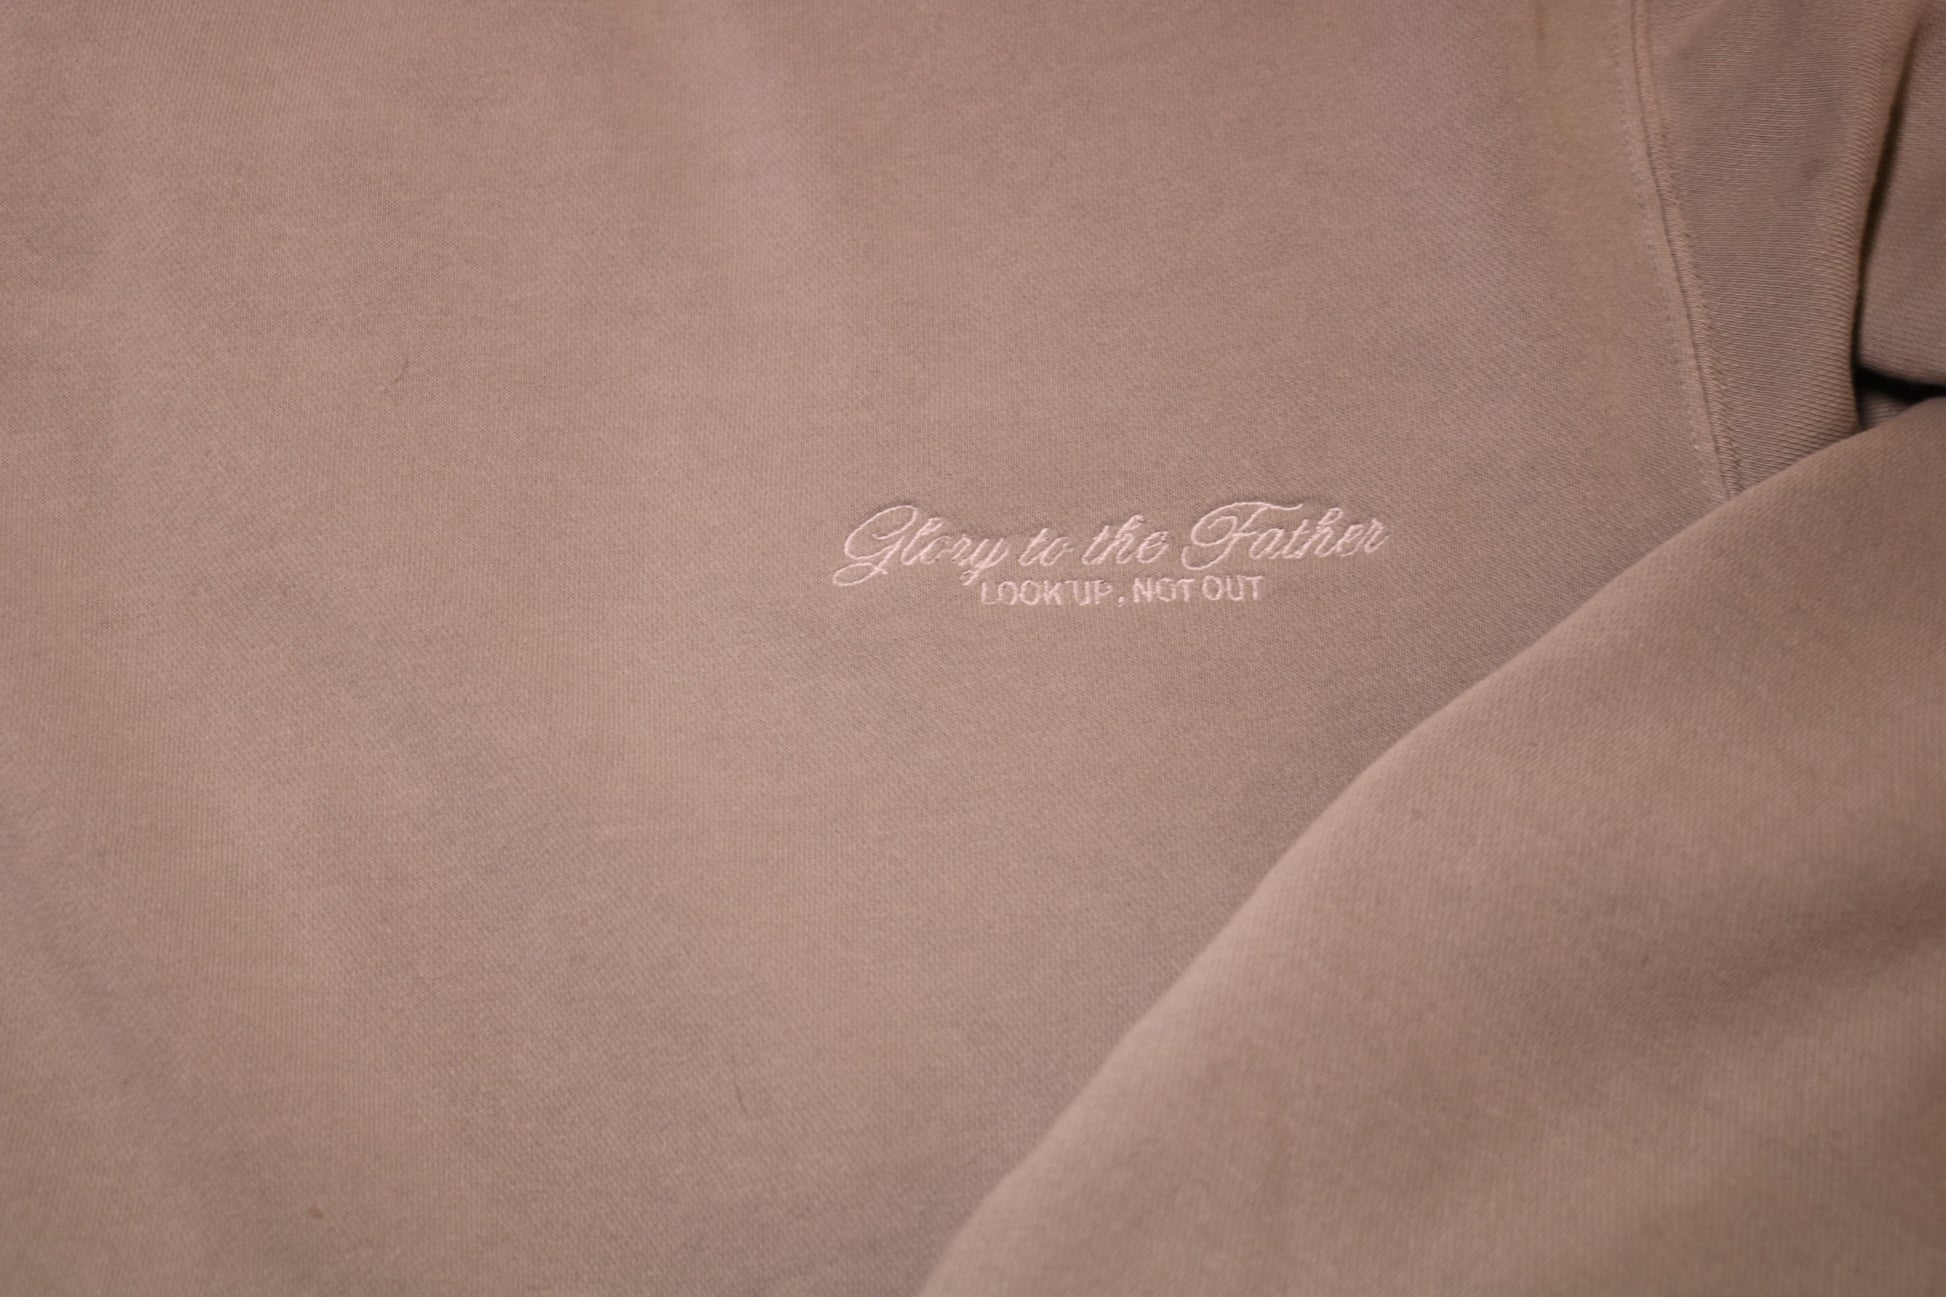 Glory to the Father
LOOK UP, NOT OUT